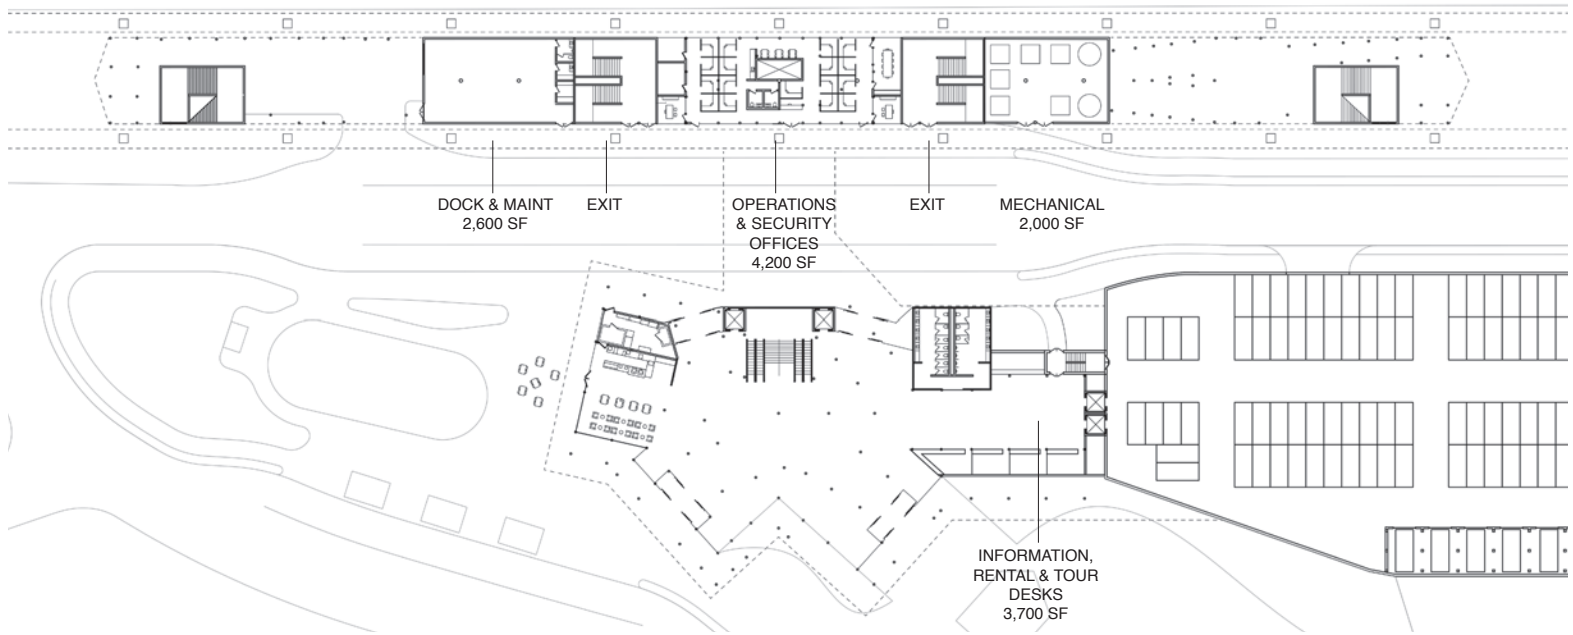 DOCK & MAINT
2,600 SF
EXIT
OPERATIONS
& SECURITY
OFFICES
4,200 SF
EXIT
MECHANICAL
2,000 SF
INFORMATION,
RENTAL & TOUR
DESKS
3,700 SF